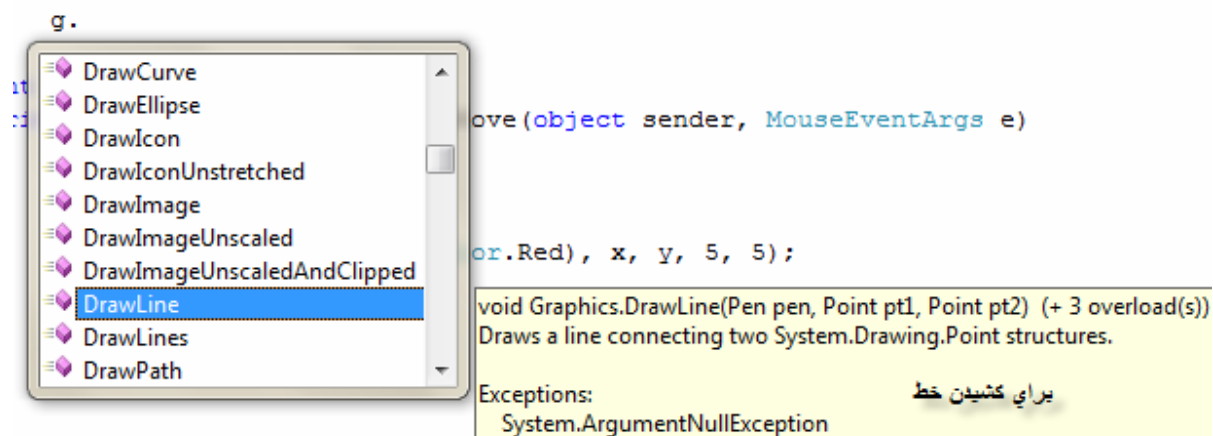 g.
DrawCurve
DrawEllipse
DrawIcon
DrawIconUnstretched
DrawImage
DrawImageUnscaled
DrawImageUnscaledAndClipped
DrawLine
DrawLines
DrawPath
ove(object sender, MouseEventArgs e)
or.Red), x, y, 5, 5);
void Graphics.DrawLine(Pen pen, Point pt1, Point pt2) (+ 3 overload(s))
Draws a line connecting two System.Drawing.Point structures.
Exceptions:
براي كشيدن خط
System.ArgumentNullException